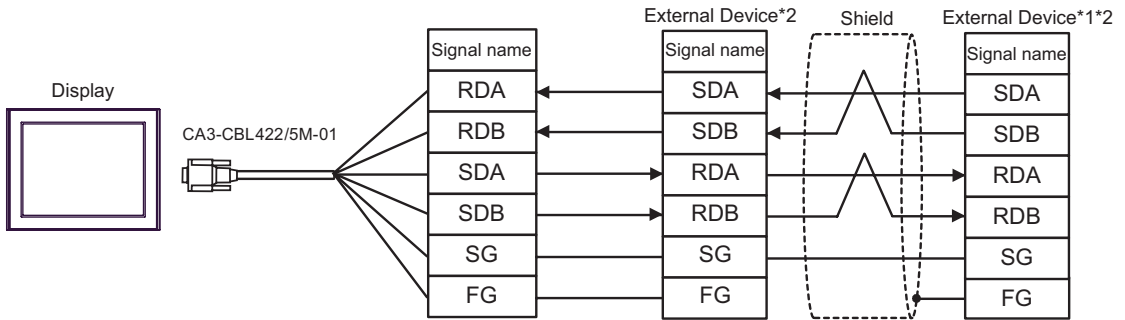 External Device*2
Shield
External Device*1*2
Display
CA3-CBL422/5M-01
Signal name
RDA
RDB
SDA
SDB
SG
FG
Signal name
SDA
SDB
RDA
RDB
SG
FG
Signal name
SDA
SDB
RDA
RDB
SG
FG